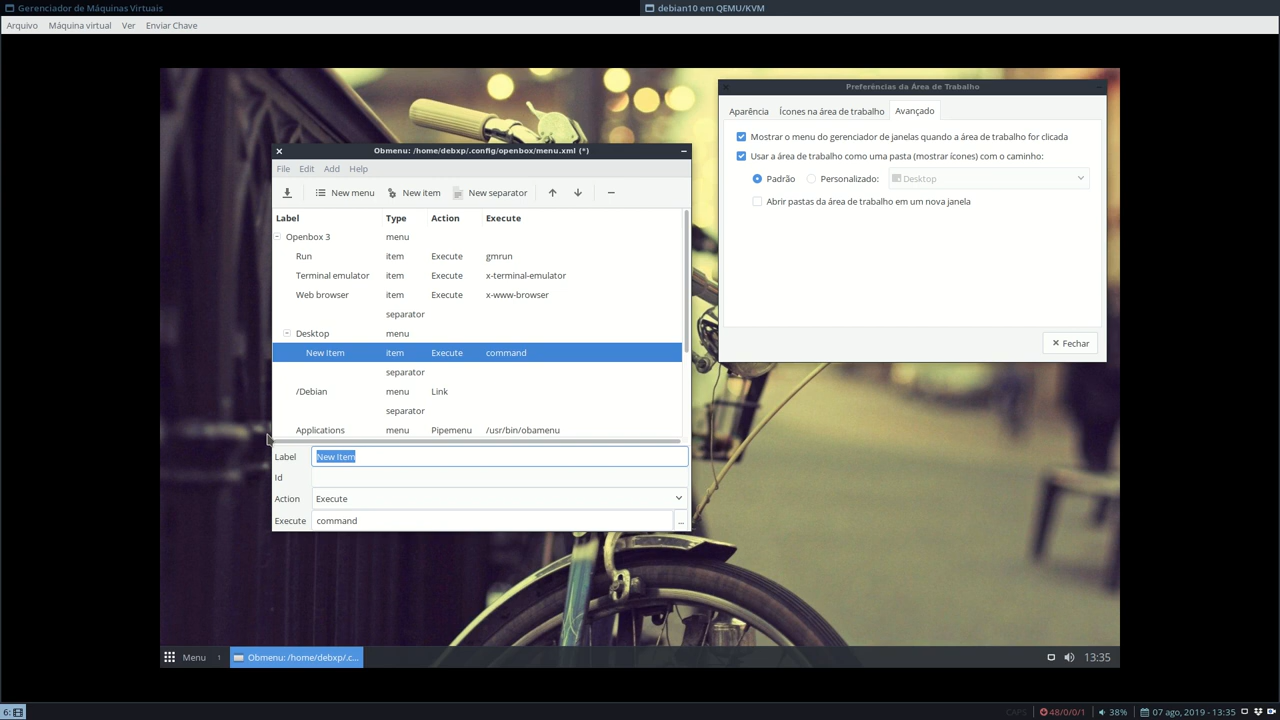 Gerenciador de Máquinas Virtuais
debian10 em QEMU/KVM
Arquivo Máquina virtual Ver Enviar Chave
Preferências da Área de Trabalho
Aparência Ícones na área de trabalho Avançado
Mostrar o menu do gerenciador de janelas quando a área de trabalho for clicada
Usar a área de trabalho como uma pasta (mostrar ícones) com o caminho:
Padrão Personalizado: Desktop
Abrir pastas da área de trabalho em um nova janela
Fechar
Obmenu: /home/debxp/.config/openbox/menu.xml (*)
File Edit Add Help
New menu New item New separator
Label Type Action Execute
Openbox 3 menu
Run item Execute gmrun
Terminal emulator item Execute x-terminal-emulator
Web browser item Execute x-www-browser
separator
Desktop menu
New Item item Execute command
separator
/Debian menu Link
separator
Applications menu Pipemenu /usr/bin/obamenu
Label New Item
Id
Action Execute
Execute command ...
Menu 1 Obmenu: /home/debxp/.c... 13:35
6: CAPS 48/0/0/1 38% 07 ago, 2019 - 13:35